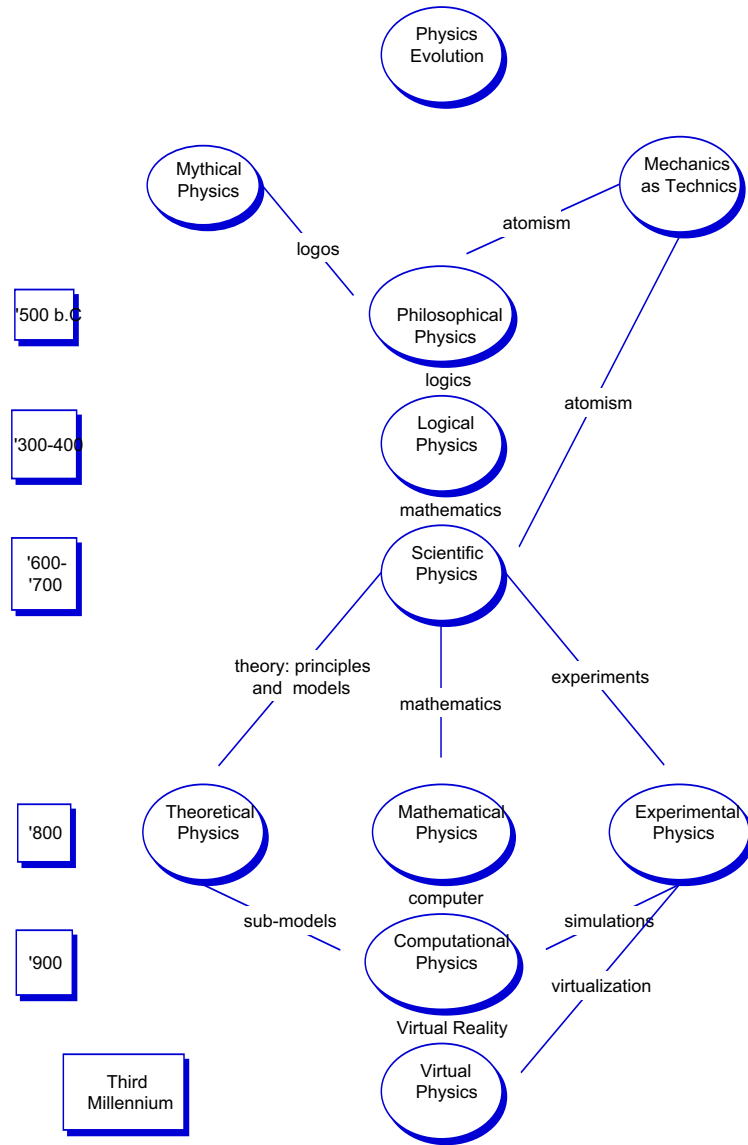 Physics
Evolution
Mythical
Physics
Mechanics
as Technics
atomism
logos
'500 b.C
Philosophical
Physics
logics
atomism
'300-400
Logical
Physics
mathematics
'600-
'700
Scientific
Physics
theory: principles
and models
mathematics
experiments
'800
Theoretical
Physics
Mathematical
Physics
Experimental
Physics
computer
sub-models
simulations
'900
Computational
Physics
virtualization
Virtual Reality
Third
Millennium
Virtual
Physics